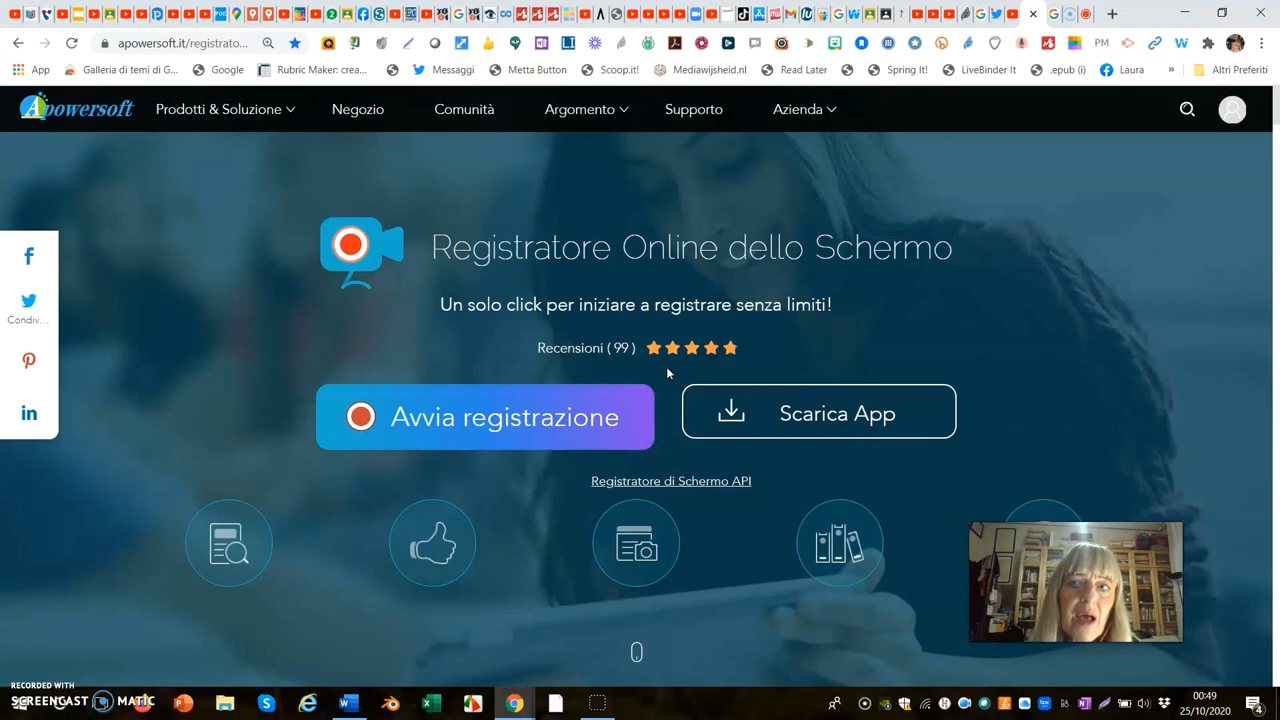 apowersoft.it/registrato...
PM
App
Galleria di temi di G...
Google
Rubric Maker: crea...
Messaggi
Metta Button
Scoop.it!
Mediawijsheid.nl
Read Later
Spring It!
LiveBinder It
.epub (i)
Laura
»
Altri Preferiti
Apowersoft
Prodotti & Soluzione
Negozio
Comunità
Argomento
Supporto
Azienda
Registratore Online dello Schermo
Un solo click per iniziare a registrare senza limiti!
Recensioni ( 99 )
Condiv...
Avvia registrazione
Scarica App
Registratore di Schermo API
RECORDED WITH
SCREENCAST MATIC
00:49
25/10/2020
4